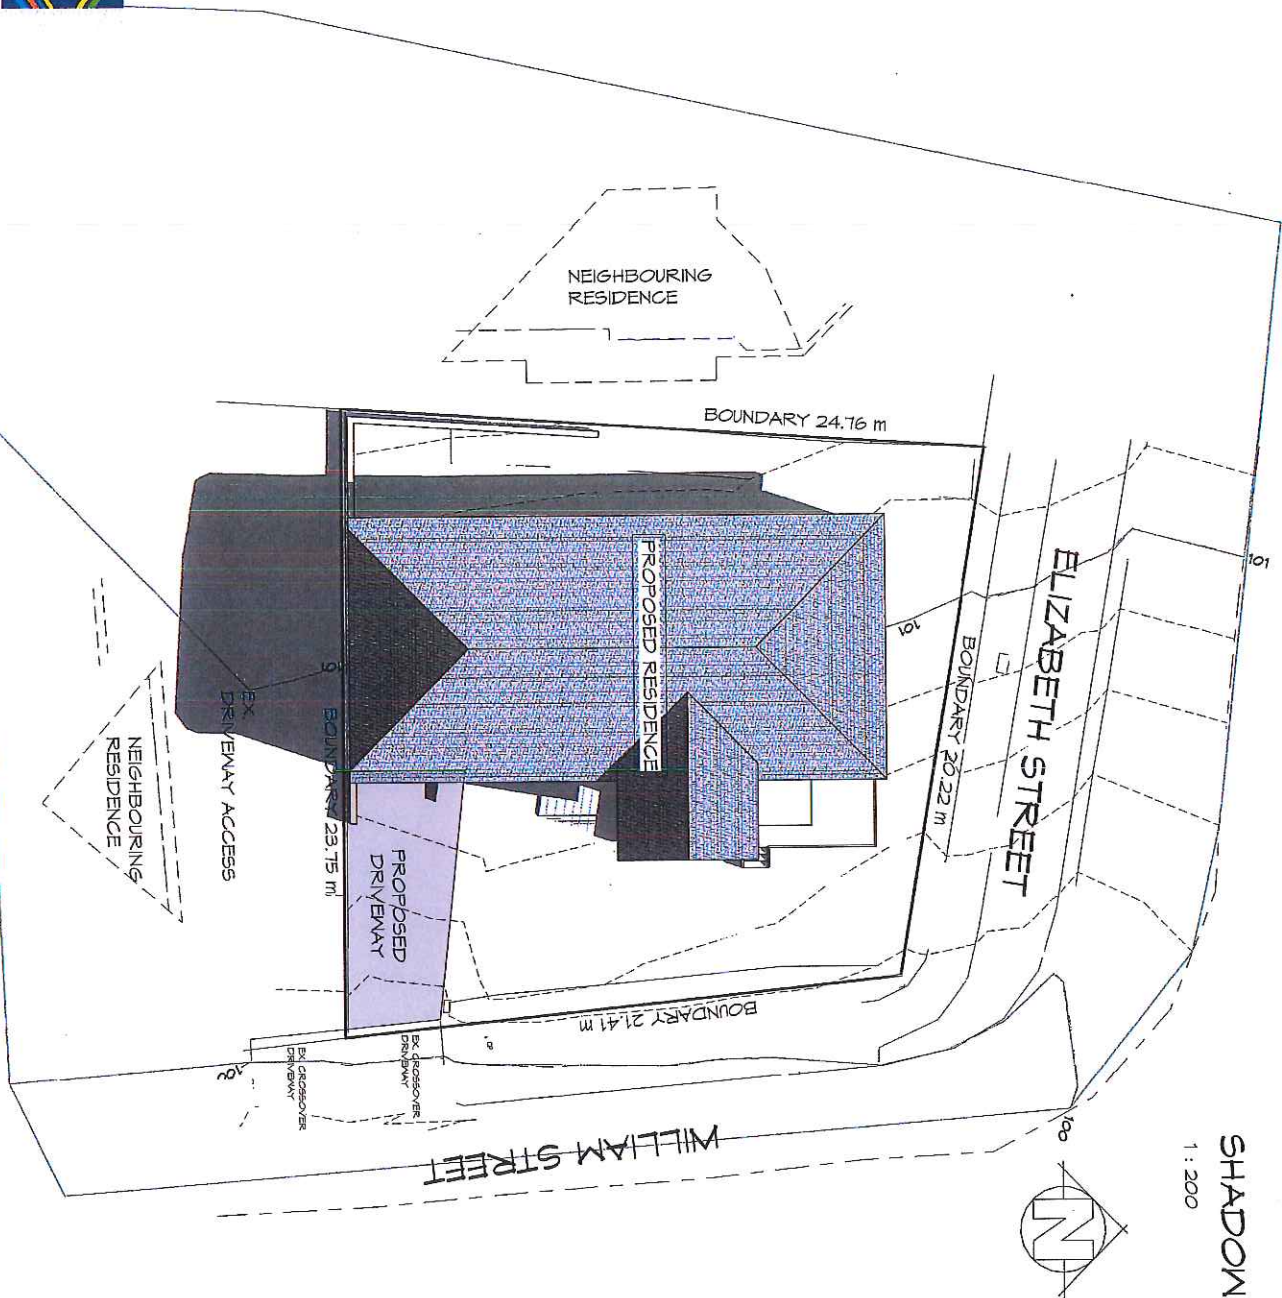 SHADOW
1 : 200
N
NEIGHBOURING
RESIDENCE
BOUNDARY 24.76 m
ELIZABETH STREET
BOUNDARY 20.22 m
101
101
PROPOSED RESIDENCE
EX
DRIVEWAY ACCESS
BOUNDARY 23.75 m
NEIGHBOURING
RESIDENCE
PROPOSED
DRIVEWAY
BOUNDARY 21.41 m
EX CROSSOVER
DRIVEWAY
EX CROSSOVER
DRIVEWAY
WILLIAM STREET
100